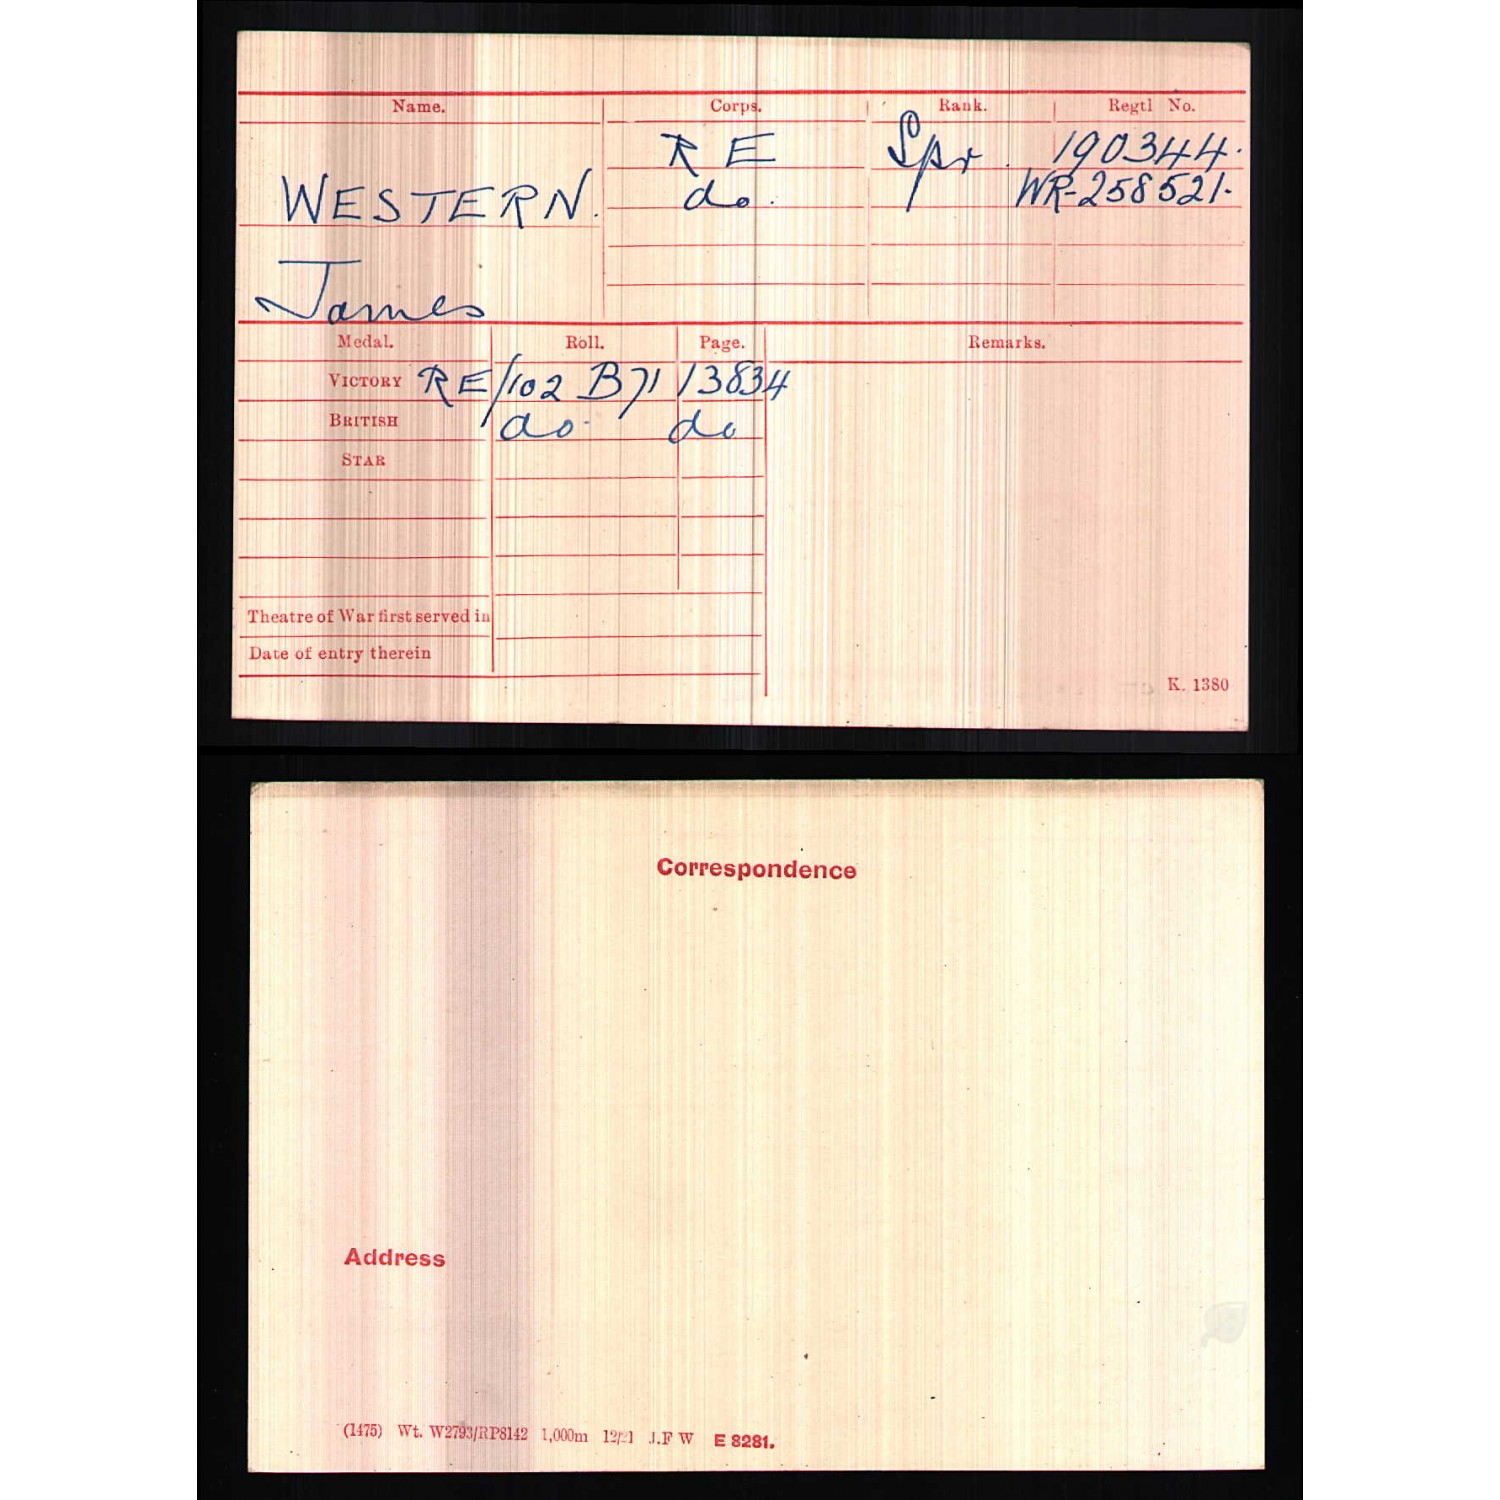 Name. Corps. Rank. Regtl No.
R E Spr. 190344.
WESTERN. do. WR-258521.
James
Medal. Roll. Page. Remarks.
VICTORY RE/102 B71 13834
BRITISH do. do
STAR
Theatre of War first served in
Date of entry therein
K. 1380
Correspondence
Address
(1475) Wt. W2793/RP8142 1,000m 12/21 J.F W E 8281.